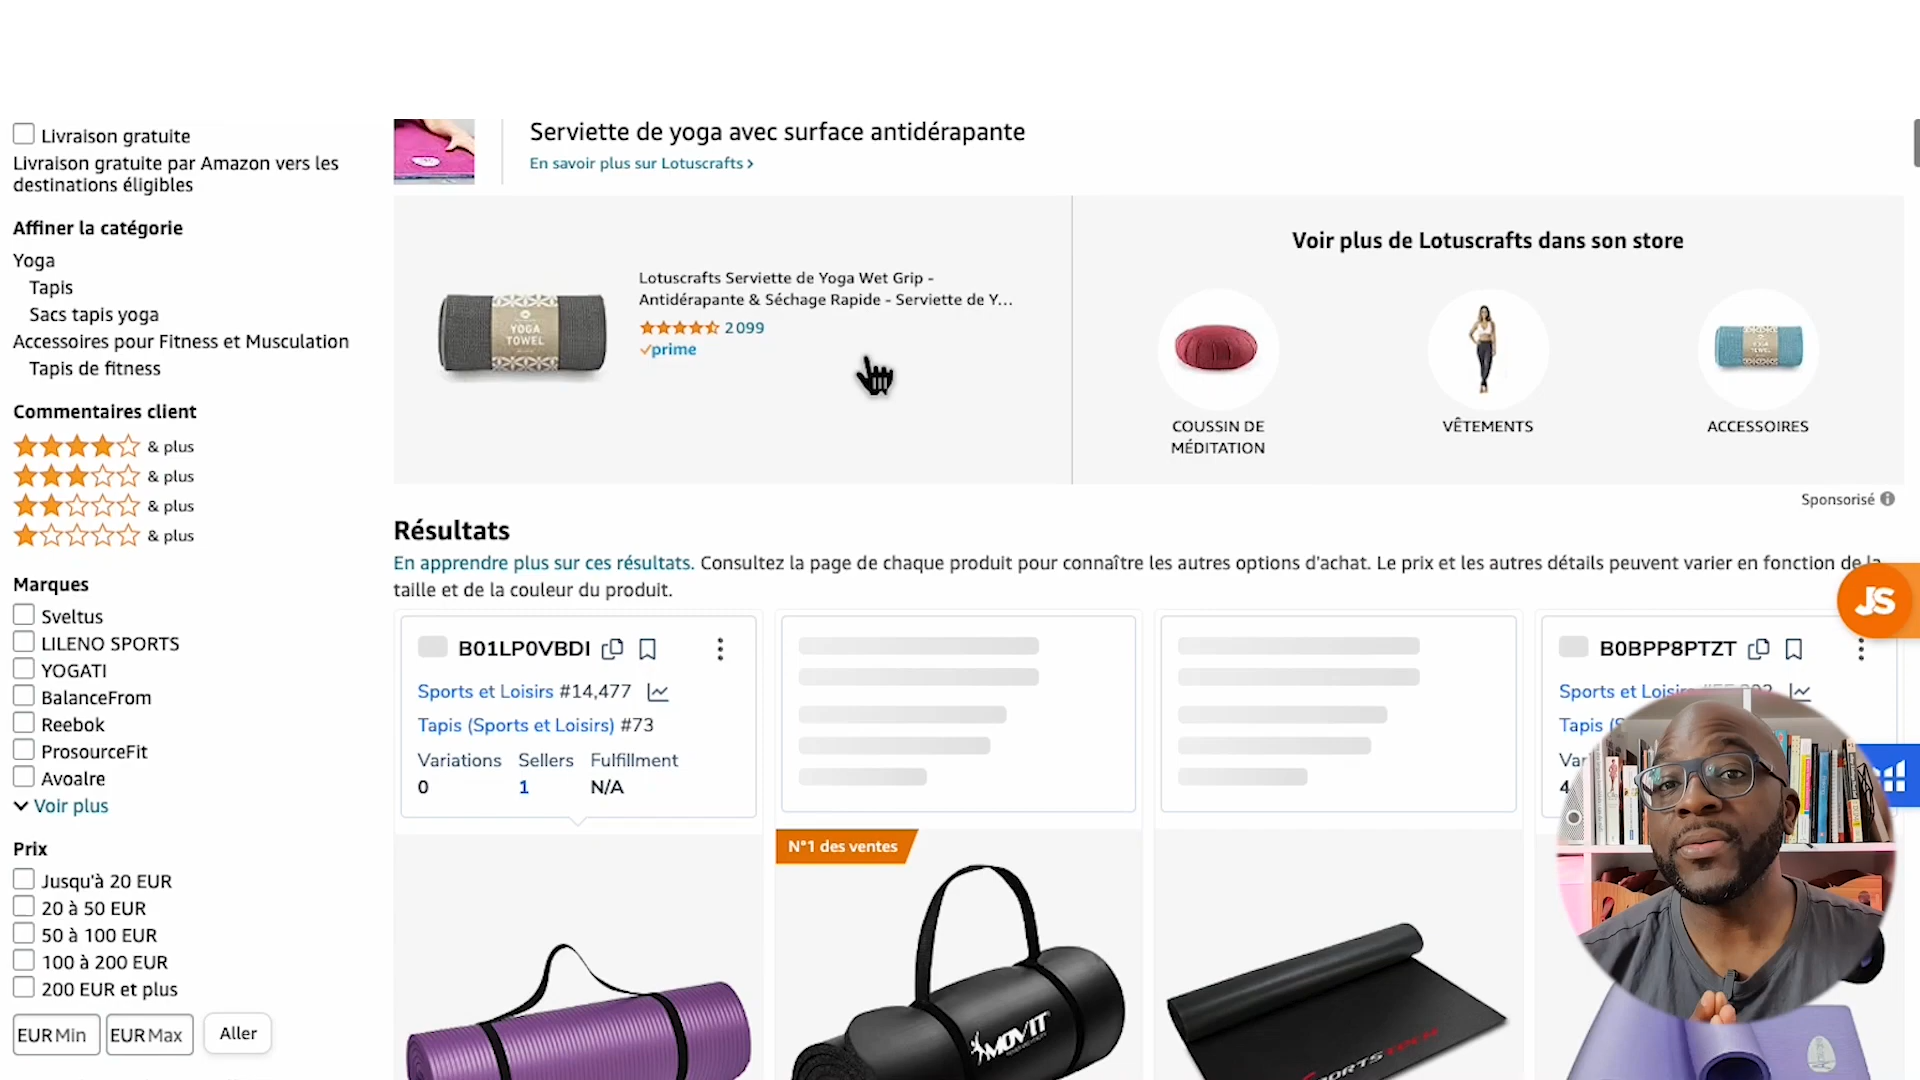 Livraison gratuite
Livraison gratuite par Amazon vers les
destinations éligibles
Affiner la catégorie
Yoga
Tapis
Sacs tapis yoga
Accessoires pour Fitness et Musculation
Tapis de fitness
Commentaires client
& plus
& plus
& plus
& plus
Marques
Sveltus
LILENO SPORTS
YOGATI
BalanceFrom
Reebok
ProsourceFit
Avoalre
Voir plus
Prix
Jusqu'à 20 EUR
20 à 50 EUR
50 à 100 EUR
100 à 200 EUR
200 EUR et plus
EUR Min
EUR Max
Aller
Serviette de yoga avec surface antidérapante
En savoir plus sur Lotuscrafts ›
YOGA
TOWEL
Lotuscrafts Serviette de Yoga Wet Grip -
Antidérapante & Séchage Rapide - Serviette de Y...
2 099
prime
Voir plus de Lotuscrafts dans son store
COUSSIN DE
MÉDITATION
VÊTEMENTS
ACCESSOIRES
Sponsorisé
Résultats
En apprendre plus sur ces résultats. Consultez la page de chaque produit pour connaître les autres options d'achat. Le prix et les autres détails peuvent varier en fonction de la
taille et de la couleur du produit.
JS
B01LP0VBDI
Sports et Loisirs #14,477
Tapis (Sports et Loisirs) #73
Variations Sellers Fulfillment
0 1 N/A
N°1 des ventes
MOVIT
B0BPP8PTZT
Sports et Loisirs
Tapis
4